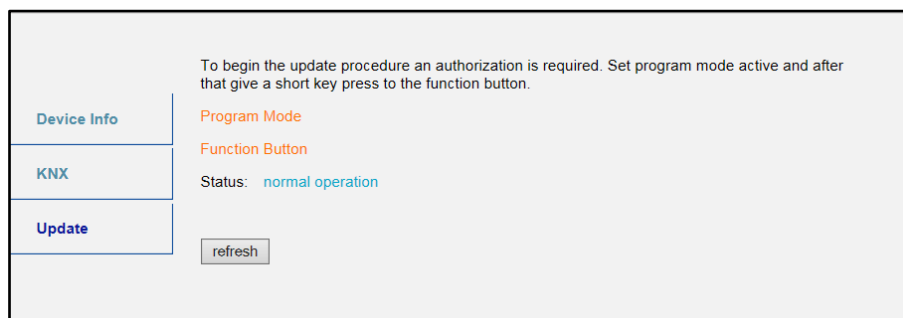 To begin the update procedure an authorization is required. Set program mode active and after
that give a short key press to the function button.
Device Info
Program Mode
Function Button
KNX
Status: normal operation
Update
refresh